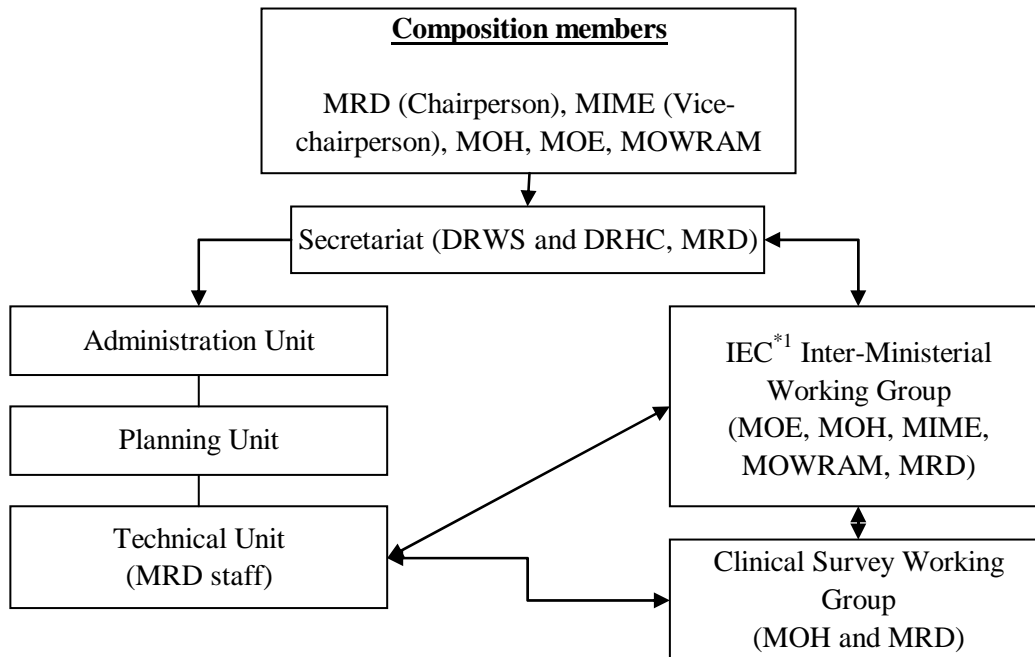 Composition members
MRD (Chairperson), MIME (Vice-
chairperson), MOH, MOE, MOWRAM
Secretariat (DRWS and DRHC, MRD)
Administration Unit
Planning Unit
Technical Unit
(MRD staff)
IEC*1 Inter-Ministerial
Working Group
(MOE, MOH, MIME,
MOWRAM, MRD)
Clinical Survey Working
Group
(MOH and MRD)